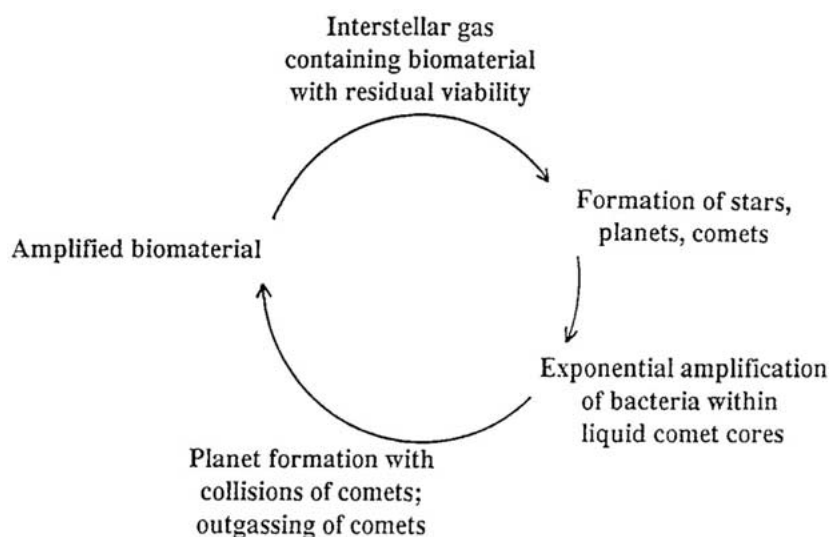 Interstellar gas
containing biomaterial
with residual viability
Formation of stars,
planets, comets
Exponential amplification
of bacteria within
liquid comet cores
Planet formation with
collisions of comets;
outgassing of comets
Amplified biomaterial